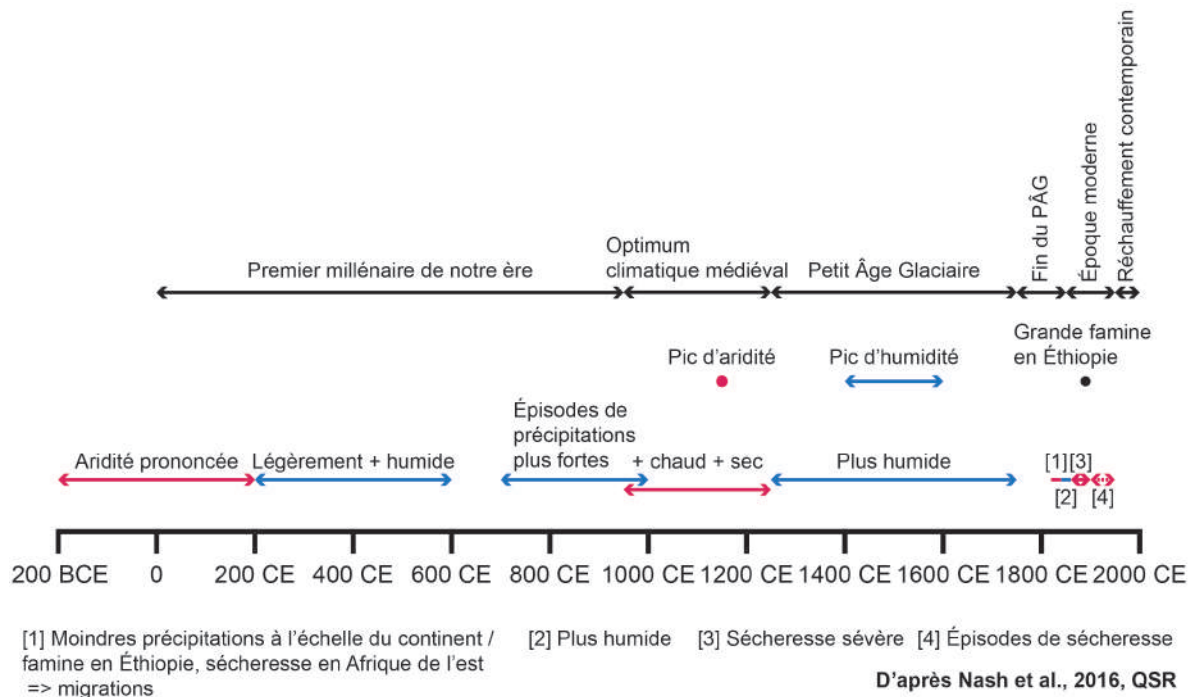 Fin du PÂG
Époque moderne
Réchauffement contemporain
Premier millénaire de notre ère
Optimum
climatique médiéval
Petit Âge Glaciaire
Pic d'aridité
Pic d'humidité
Grande famine
en Éthiopie
Aridité prononcée
Légèrement + humide
Épisodes de
précipitations
plus fortes
+ chaud + sec
Plus humide
[1] [3]
[2] [4]
200 BCE 0 200 CE 400 CE 600 CE 800 CE 1000 CE 1200 CE 1400 CE 1600 CE 1800 CE 2000 CE
[1] Moindres précipitations à l'échelle du continent /
famine en Éthiopie, sécheresse en Afrique de l'est
=> migrations
[2] Plus humide
[3] Sécheresse sévère
[4] Épisodes de sécheresse
D'après Nash et al., 2016, QSR